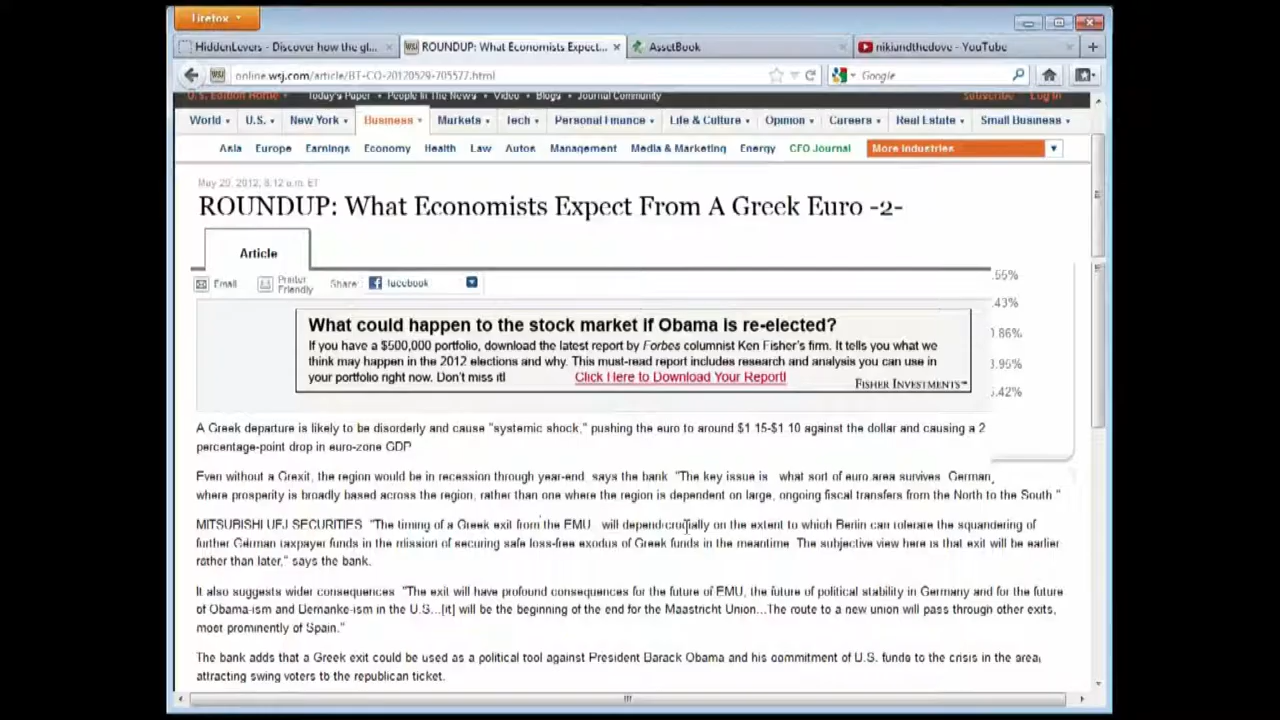 Firefox
HiddenLevers - Discover how the gl...
ROUNDUP: What Economists Expect...
AssetBook
nikiandthedove - YouTube
online.wsj.com/article/BT-CO-20120529-705577.html
Google
U.S. Edition Home
Today's Paper • People In The News • Video • Blogs • Journal Community
Subscribe Log In
World U.S. New York Business Markets Tech Personal Finance Life & Culture Opinion Careers Real Estate Small Business
Asia Europe Earnings Economy Health Law Autos Management Media & Marketing Energy CFO Journal More Industries
May 29, 2012, 8:12 a.m. ET
ROUNDUP: What Economists Expect From A Greek Euro -2-
Article
Email Printer Friendly Share: facebook
.55%
.43%
0.86%
3.95%
5.42%
What could happen to the stock market if Obama is re-elected?
If you have a $500,000 portfolio, download the latest report by Forbes columnist Ken Fisher's firm. It tells you what we
think may happen in the 2012 elections and why. This must-read report includes research and analysis you can use in
your portfolio right now. Don't miss it! Click Here to Download Your Report!
FISHER INVESTMENTS™
A Greek departure is likely to be disorderly and cause "systemic shock," pushing the euro to around $1.15-$1.10 against the dollar and causing a 2
percentage-point drop in euro-zone GDP.
Even without a Grexit, the region would be in recession through year-end, says the bank. "The key issue is...what sort of euro area survives. German,
where prosperity is broadly based across the region, rather than one where the region is dependent on large, ongoing fiscal transfers from the North to the South."
MITSUBISHI UFJ SECURITIES: "The timing of a Greek exit from the EMU...will depend crucially on the extent to which Berlin can tolerate the squandering of
further German taxpayer funds in the mission of securing safe loss-free exodus of Greek funds in the meantime. The subjective view here is that exit will be earlier
rather than later," says the bank.
It also suggests wider consequences. "The exit will have profound consequences for the future of EMU, the future of political stability in Germany and for the future
of Obama-ism and Bernanke-ism in the U.S...[it] will be the beginning of the end for the Maastricht Union...The route to a new union will pass through other exits,
most prominently of Spain."
The bank adds that a Greek exit could be used as a political tool against President Barack Obama and his commitment of U.S. funds to the crisis in the area,
attracting swing voters to the republican ticket.